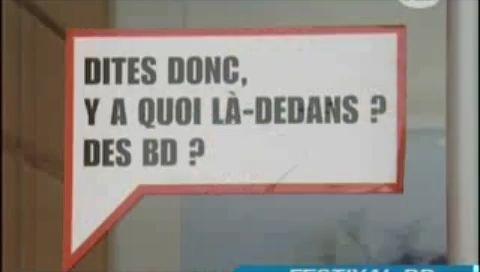 DITES DONC,
Y A QUOI LÀ-DEDANS ?
DES BD ?